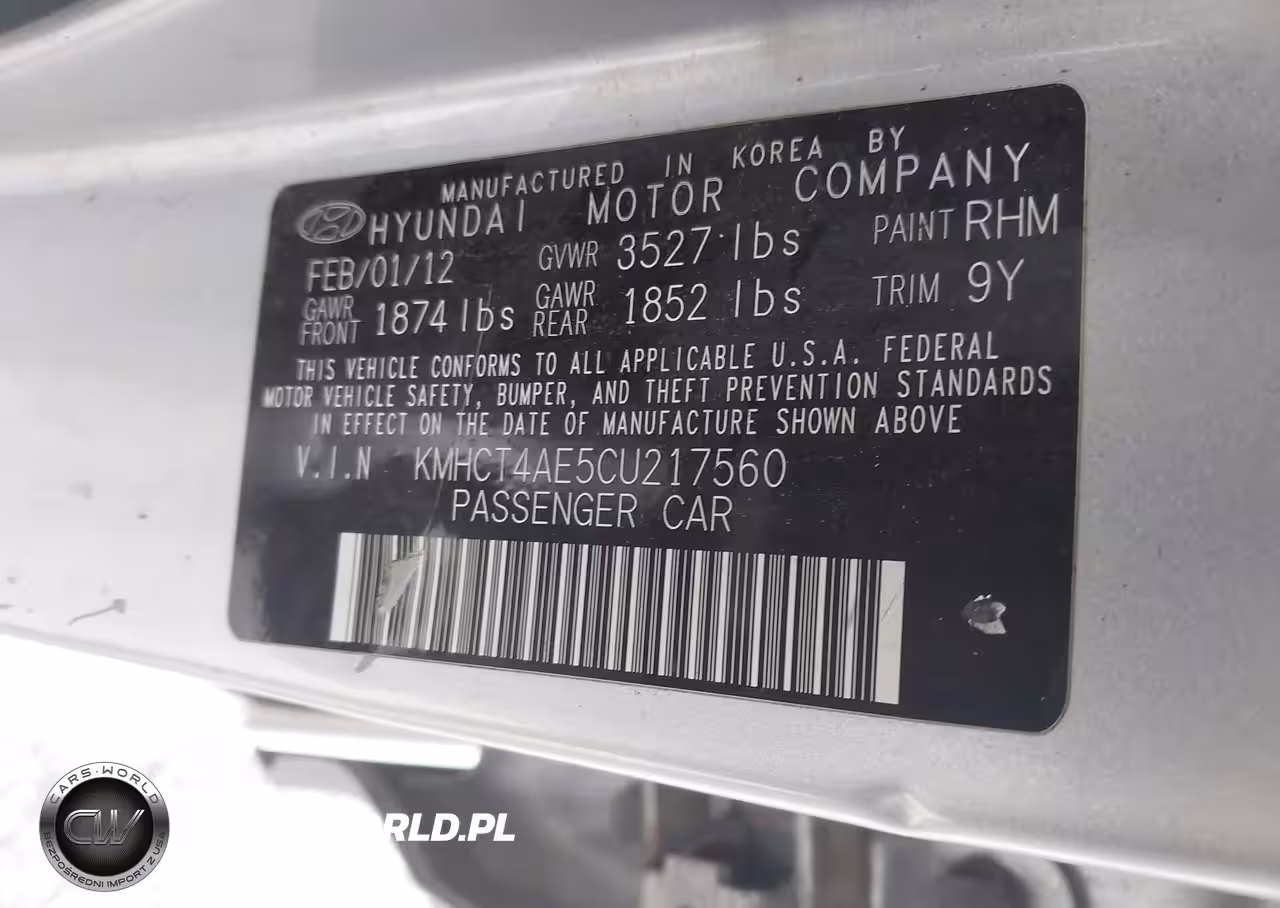 MANUFACTURED IN KOREA BY
HYUNDAI MOTOR COMPANY
FEB/01/12 GVWR 3527 lbs PAINT RHM
GAWR FRONT 1874 lbs GAWR REAR 1852 lbs TRIM 9Y
THIS VEHICLE CONFORMS TO ALL APPLICABLE U.S.A. FEDERAL
MOTOR VEHICLE SAFETY, BUMPER, AND THEFT PREVENTION STANDARDS
IN EFFECT ON THE DATE OF MANUFACTURE SHOWN ABOVE
V.I.N KMHCT4AE5CU217560
PASSENGER CAR
CARS-WORLD
CW
BEZPOŚREDNI IMPORT Z USA
RLD.PL